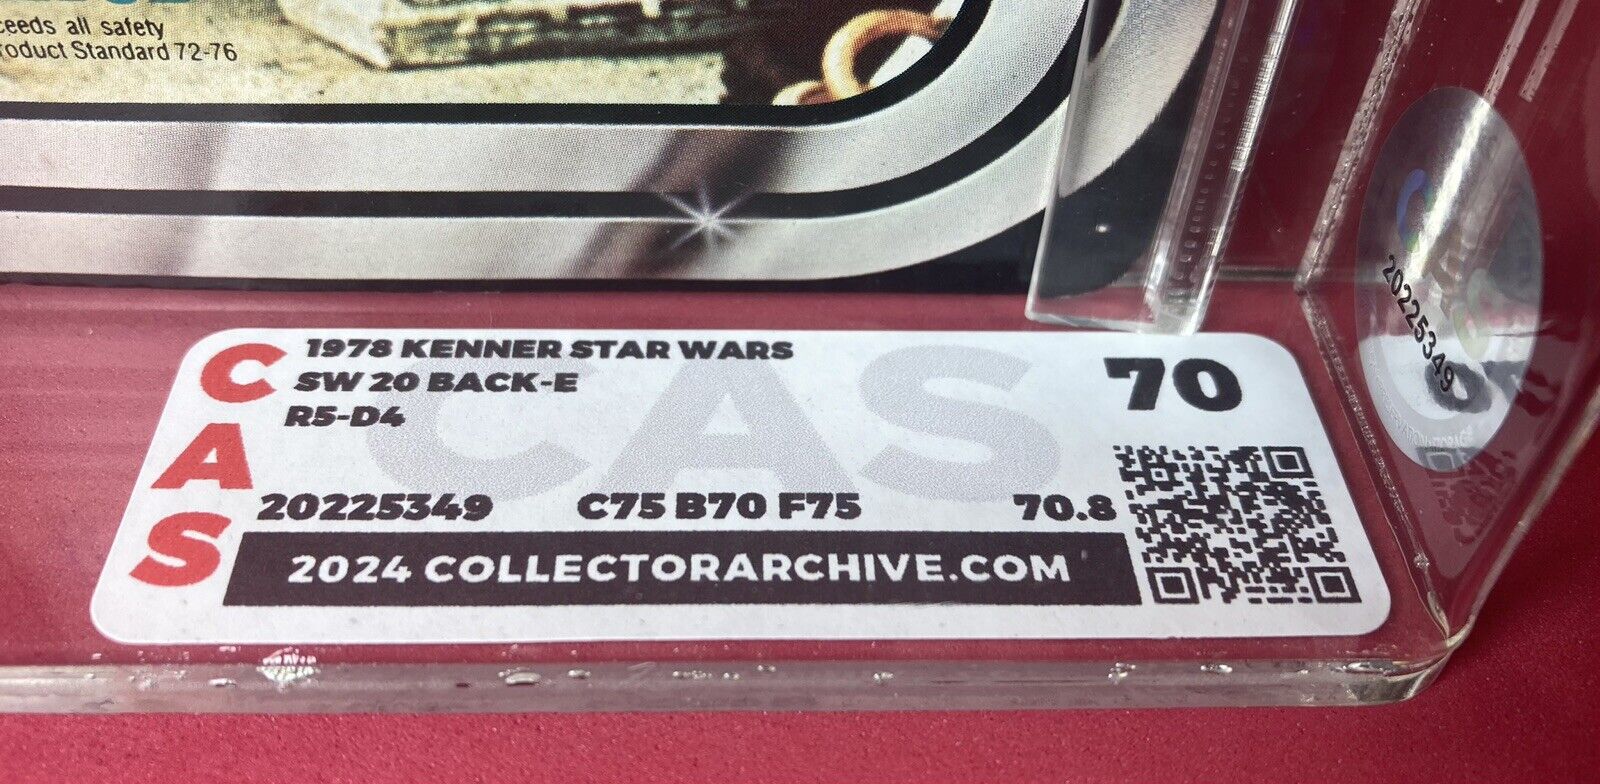 ceeds all safety
roduct Standard 72-76
CAS
1978 KENNER STAR WARS
SW 20 BACK-E
R5-D4
70
CAS
20225349 C75 B70 F75 70.8
2024 COLLECTORARCHIVE.COM
20225349